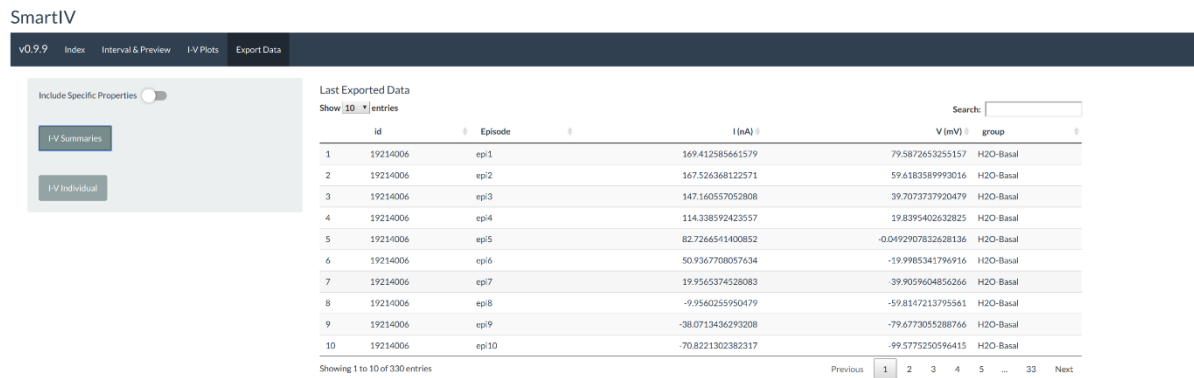 SmartIV
v0.9.9 Index Interval & Preview I-V Plots Export Data
Include Specific Properties
I-V Summaries
I-V Individual
Last Exported Data
Show 10 entries
Search:
id Episode I (nA) V (mV) group
1 19214006 epi1 169.412585661579 79.5872653255157 H2O-Basal
2 19214006 epi2 167.526368122571 59.6183589993016 H2O-Basal
3 19214006 epi3 147.160557052808 39.7073737920479 H2O-Basal
4 19214006 epi4 114.338592423557 19.8395402632825 H2O-Basal
5 19214006 epi5 82.7266541400852 -0.0492907832628136 H2O-Basal
6 19214006 epi6 50.9367708057634 -19.9985341796916 H2O-Basal
7 19214006 epi7 19.9565374528083 -39.9059604856266 H2O-Basal
8 19214006 epi8 -9.9560255950479 -59.8147213795561 H2O-Basal
9 19214006 epi9 -38.0713436293208 -79.6773055288766 H2O-Basal
10 19214006 epi10 -70.8221302382317 -99.5775250596415 H2O-Basal
Showing 1 to 10 of 330 entries
Previous 1 2 3 4 5 ... 33 Next